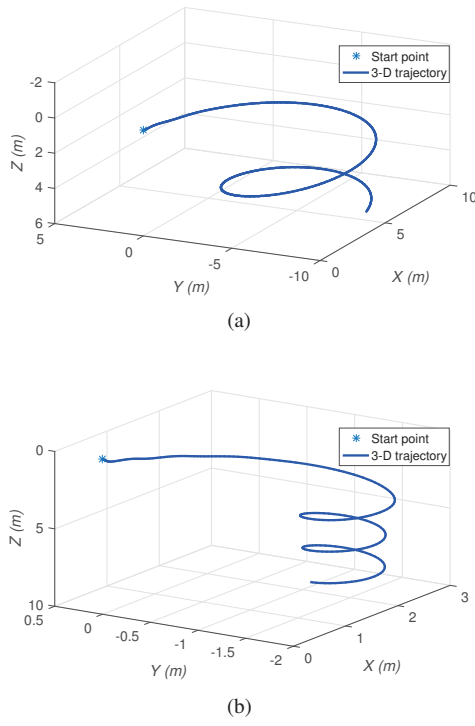 -2
0
2
4
6
Z (m)
5
0
-5
-10
Y (m)
0
5
10
X (m)
Start point
3-D trajectory
(a)
0
5
10
Z (m)
0.5
0
-0.5
-1
-1.5
-2
Y (m)
0
1
2
3
X (m)
Start point
3-D trajectory
(b)